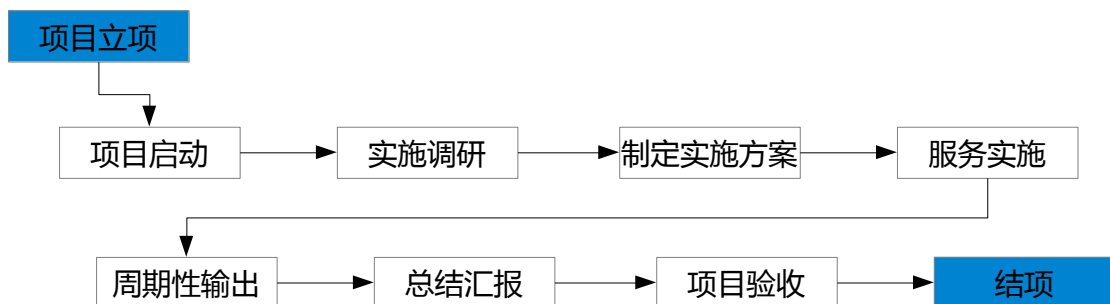 项目立项
项目启动
实施调研
制定实施方案
服务实施
周期性输出
总结汇报
项目验收
结项